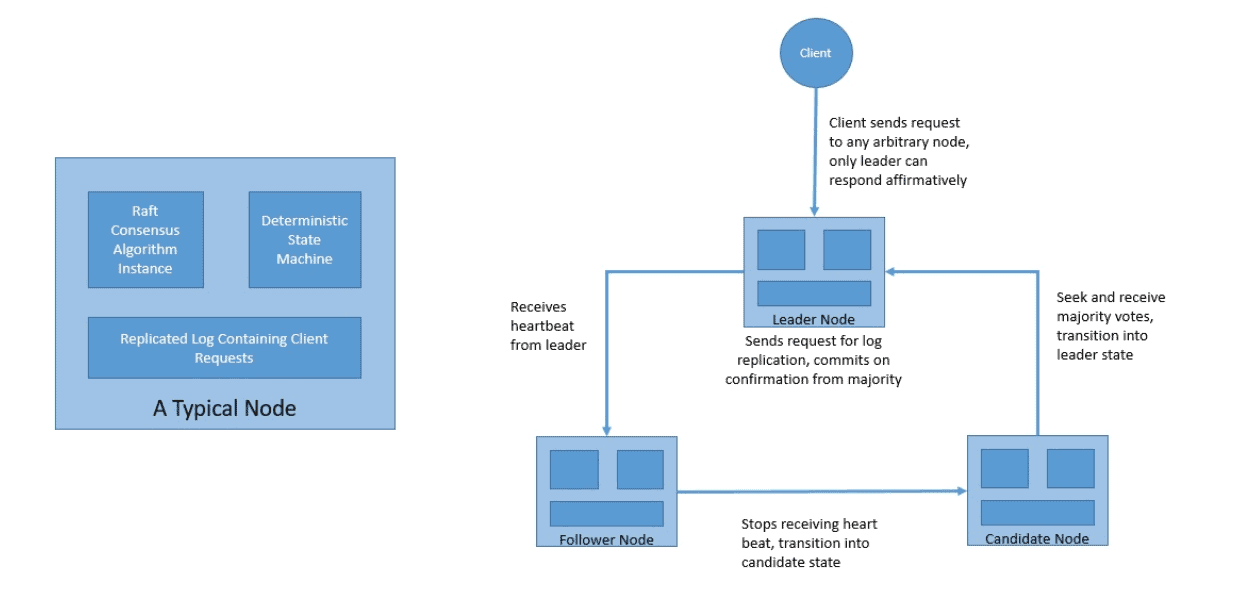 Client
Client sends request
to any arbitrary node,
only leader can
respond affirmatively
Raft
Consensus
Algorithm
Instance
Deterministic
State
Machine
Replicated Log Containing Client
Requests
A Typical Node
Receives
heartbeat
from leader
Leader Node
Sends request for log
replication, commits on
confirmation from majority
Seek and receive
majority votes,
transition into
leader state
Follower Node
Stops receiving heart
beat, transition into
candidate state
Candidate Node